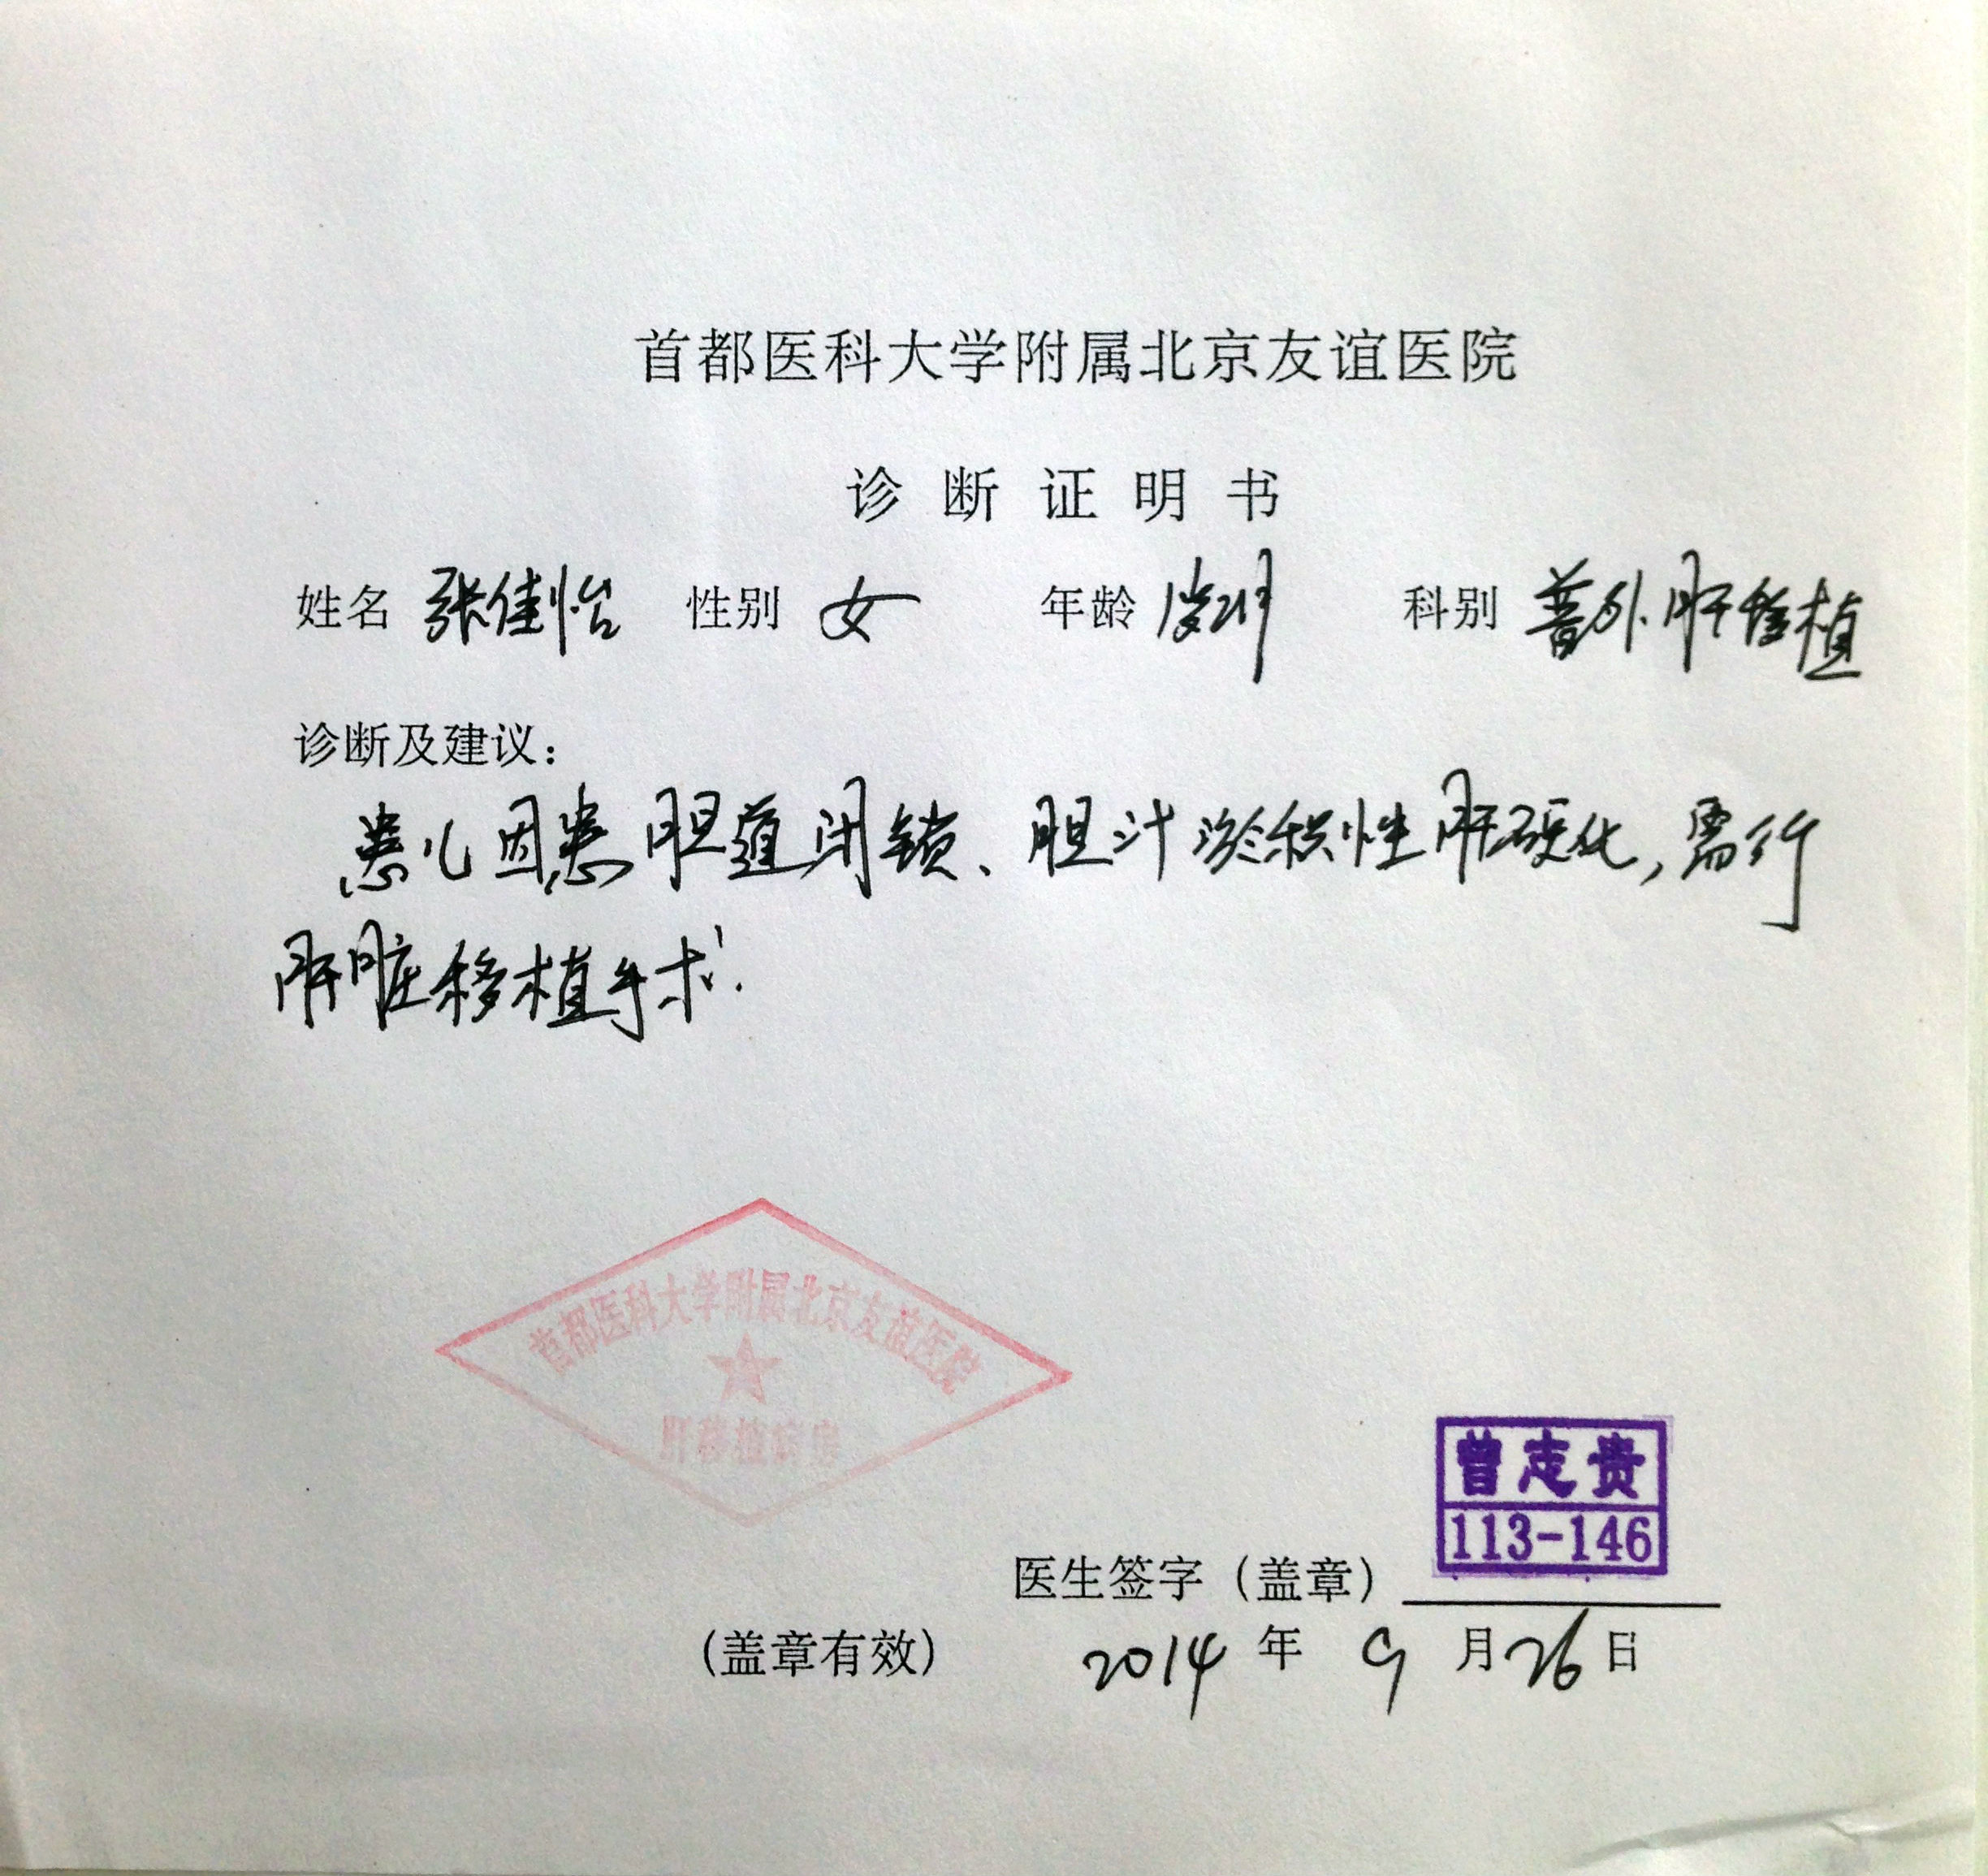 首都医科大学附属北京友谊医院
诊断证明书
姓名 张佳怡 性别 女 年龄 1岁2月 科别 普外.肝移植
诊断及建议：
患儿因患胆道闭锁、胆汁淤积性肝硬化，需行
肝脏移植手术.
首都医科大学附属北京友谊医院
肝移植病房
曾志贵
113-146
医生签字（盖章）
（盖章有效） 2014 年 9 月 26 日